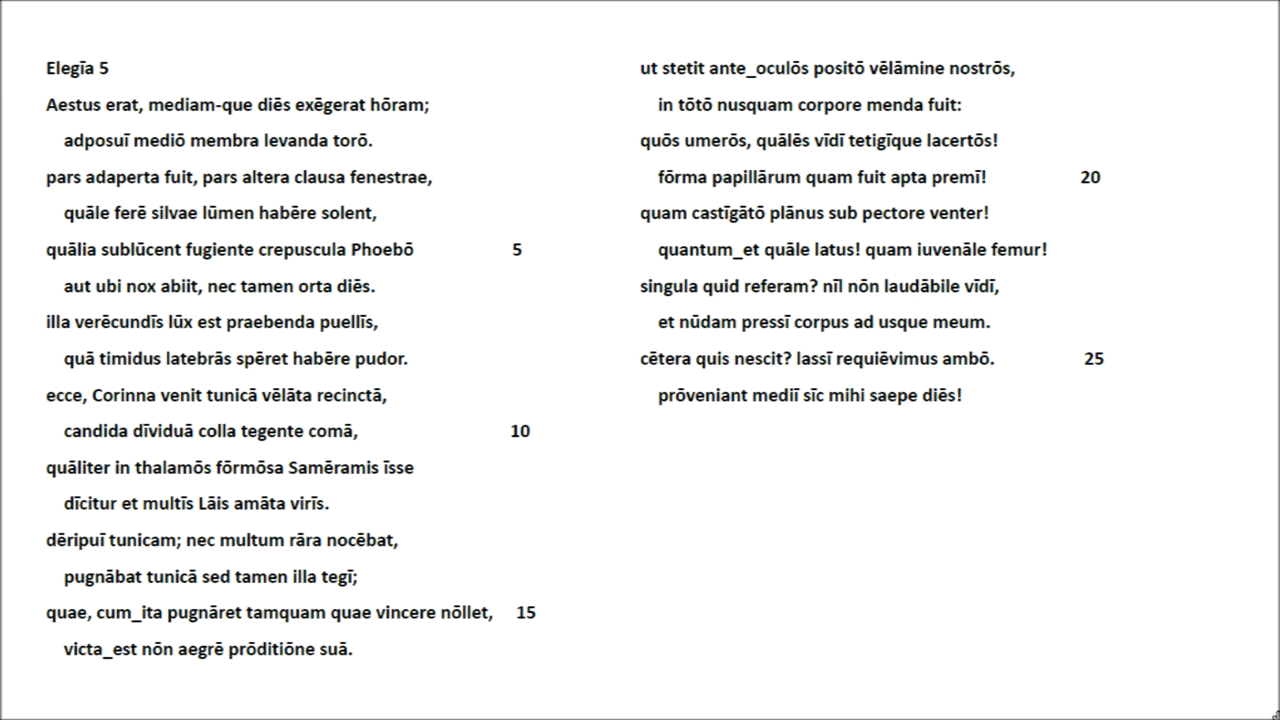 Elegīa 5
Aestus erat, mediam-que diēs exēgerat hōram;
adposuī mediō membra levanda torō.
pars adaperta fuit, pars altera clausa fenestrae,
quāle ferē silvae lūmen habēre solent,
quālia sublūcent fugiente crepuscula Phoebō 5
aut ubi nox abiit, nec tamen orta diēs.
illa verēcundīs lūx est praebenda puellīs,
quā timidus latebrās spēret habēre pudor.
ecce, Corinna venit tunicā vēlāta recinctā,
candida dīviduā colla tegente comā, 10
quāliter in thalamōs fōrmōsa Samēramis īsse
dīcitur et multīs Lāis amāta virīs.
dēripuī tunicam; nec multum rāra nocēbat,
pugnābat tunicā sed tamen illa tegī;
quae, cum_ita pugnāret tamquam quae vincere nōllet, 15
victa_est nōn aegrē prōditiōne suā.
ut stetit ante_oculōs positō vēlāmine nostrōs,
in tōtō nusquam corpore menda fuit:
quōs umerōs, quālēs vīdī tetigīque lacertōs!
fōrma papillārum quam fuit apta premī! 20
quam castīgātō plānus sub pectore venter!
quantum_et quāle latus! quam iuvenāle femur!
singula quid referam? nīl nōn laudābile vīdī,
et nūdam pressī corpus ad usque meum.
cētera quis nescit? lassī requiēvimus ambō. 25
prōveniant mediī sīc mihi saepe diēs!